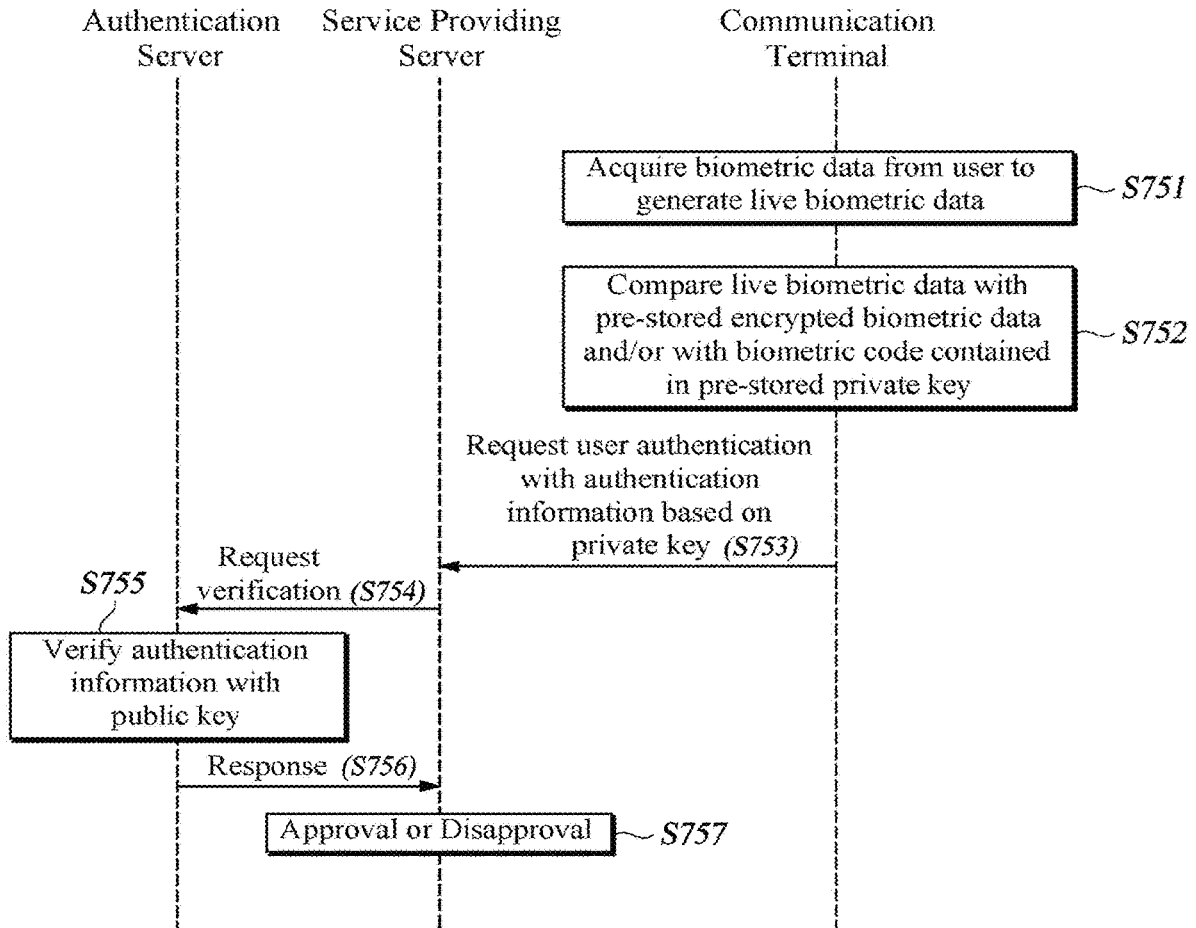 Authentication
Server
Service Providing
Server
Communication
Terminal
Acquire biometric data from user to
generate live biometric data
S751
Compare live biometric data with
pre-stored encrypted biometric data
and/or with biometric code contained
in pre-stored private key
S752
Request user authentication
with authentication
information based on
private key (S753)
Request
verification (S754)
S755
Verify authentication
information with
public key
Response (S756)
Approval or Disapproval
S757